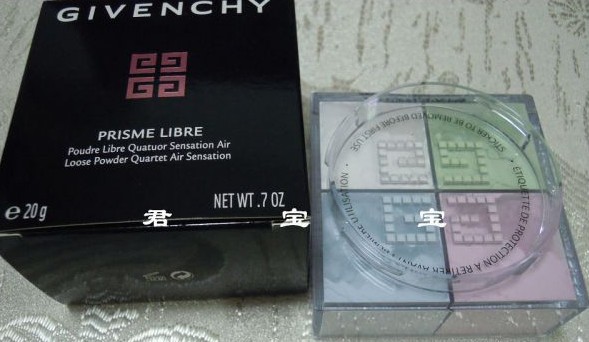 GIVENCHY
PRISME LIBRE
Poudre Libre Quatuor Sensation Air
Loose Powder Quartet Air Sensation
e 20 g
NET WT .7 OZ
君 宝 宝
STICKER TO BE REMOVED BEFORE FIRST USE
• ETIQUETTE DE PROTECTION A RETIRER AVANT PREMIERE UTILISATION •